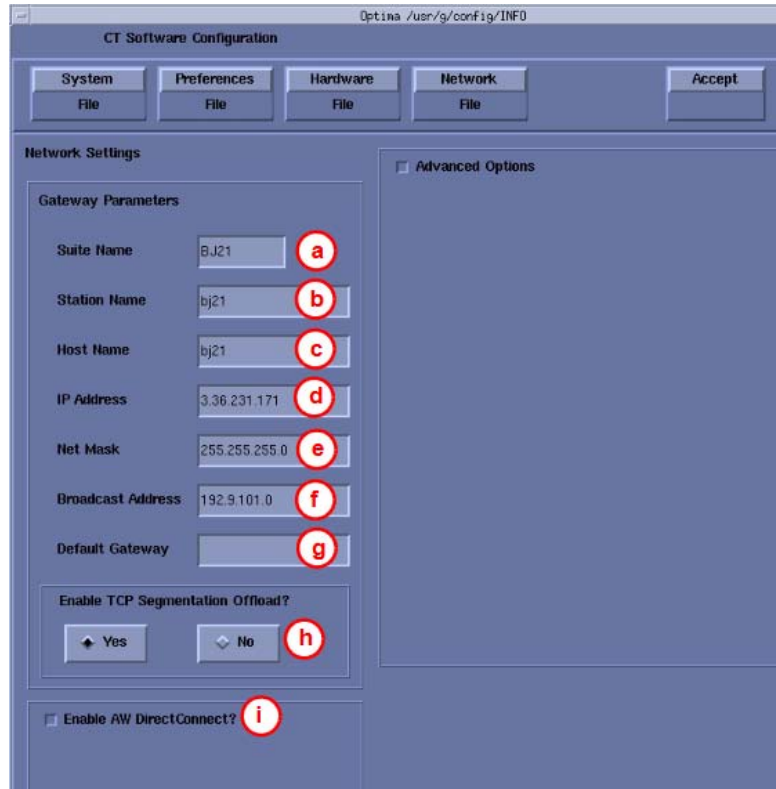 Optima /usr/g/config/INFO
CT Software Configuration
System Preferences Hardware Network Accept
File File File File
Network Settings
Advanced Options
Gateway Parameters
Suite Name BJ21 a
Station Name bj21 b
Host Name bj21 c
IP Address 3.36.231.171 d
Net Mask 255.255.255.0 e
Broadcast Address 192.9.101.0 f
Default Gateway g
Enable TCP Segmentation Offload?
Yes No h
Enable AW DirectConnect? i